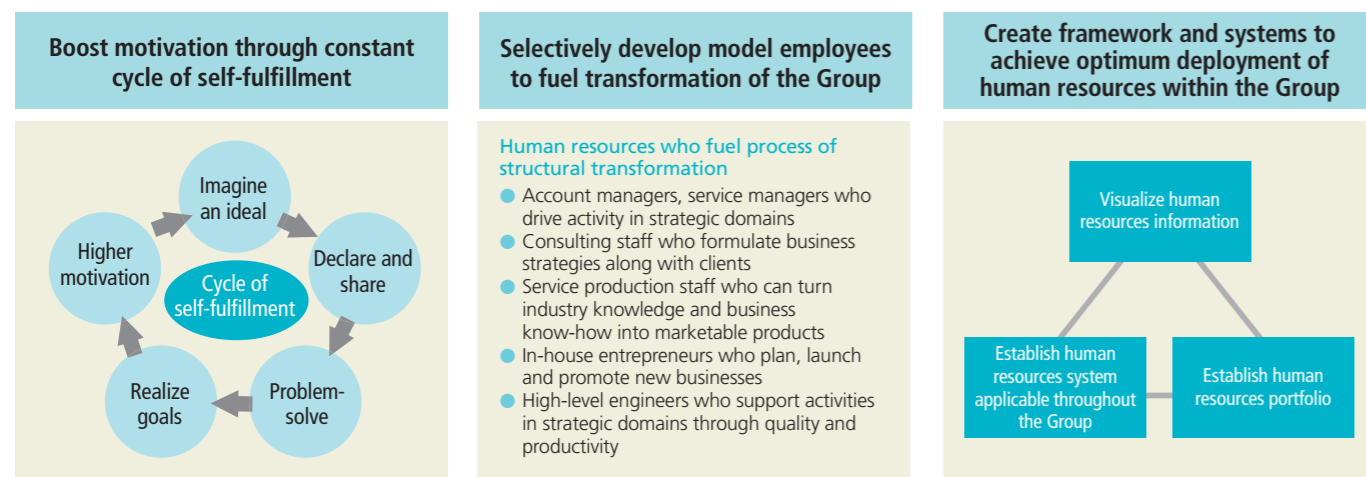 Boost motivation through constant
cycle of self-fulfillment
Imagine
an ideal
Declare and
share
Problem-
solve
Realize
goals
Higher
motivation
Cycle of
self-fulfillment
Selectively develop model employees
to fuel transformation of the Group
Human resources who fuel process of
structural transformation
● Account managers, service managers who
drive activity in strategic domains
● Consulting staff who formulate business
strategies along with clients
● Service production staff who can turn
industry knowledge and business
know-how into marketable products
● In-house entrepreneurs who plan, launch
and promote new businesses
● High-level engineers who support activities
in strategic domains through quality and
productivity
Create framework and systems to
achieve optimum deployment of
human resources within the Group
Visualize human
resources information
Establish human
resources system
applicable throughout
the Group
Establish human
resources portfolio